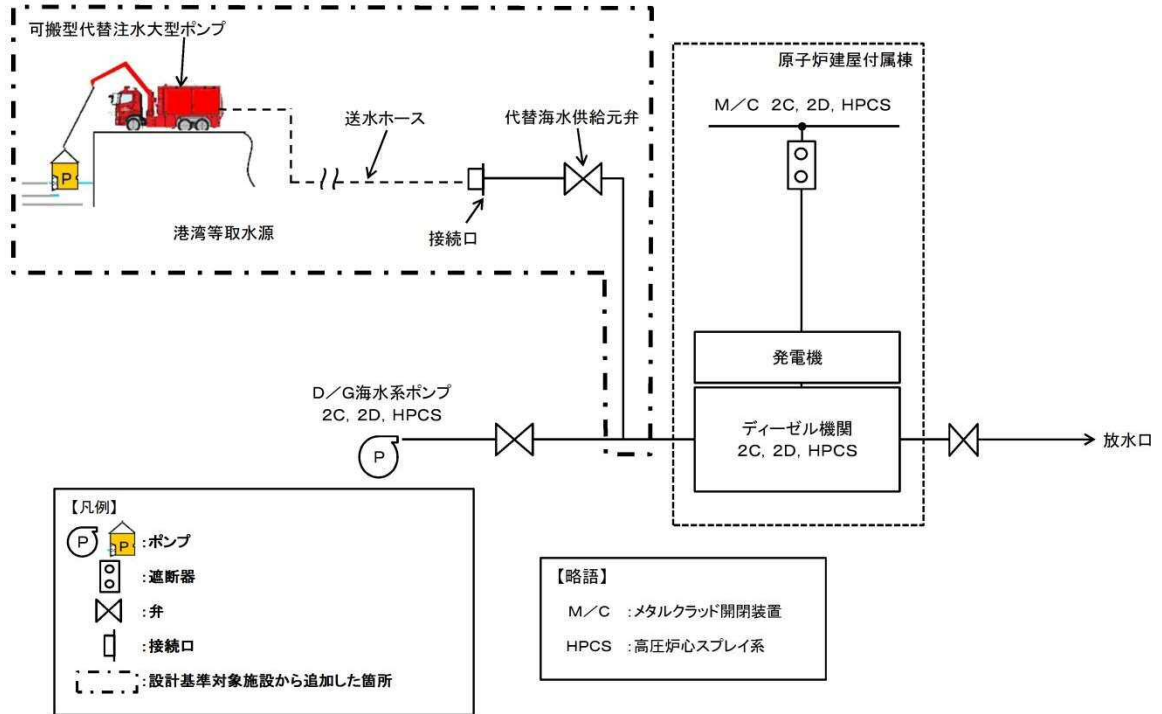 可搬型代替注水大型ポンプ
P
送水ホース
代替海水供給元弁
接続口
港湾等取水源
原子炉建屋付属棟
M/C 2C, 2D, HPCS
発電機
ディーゼル機関
2C, 2D, HPCS
D/G海水系ポンプ
2C, 2D, HPCS
P
放水口
【凡例】
P P :ポンプ
:遮断器
:弁
:接続口
:設計基準対象施設から追加した箇所
【略語】
M/C :メタルクラッド開閉装置
HPCS :高圧炉心スプレイ系